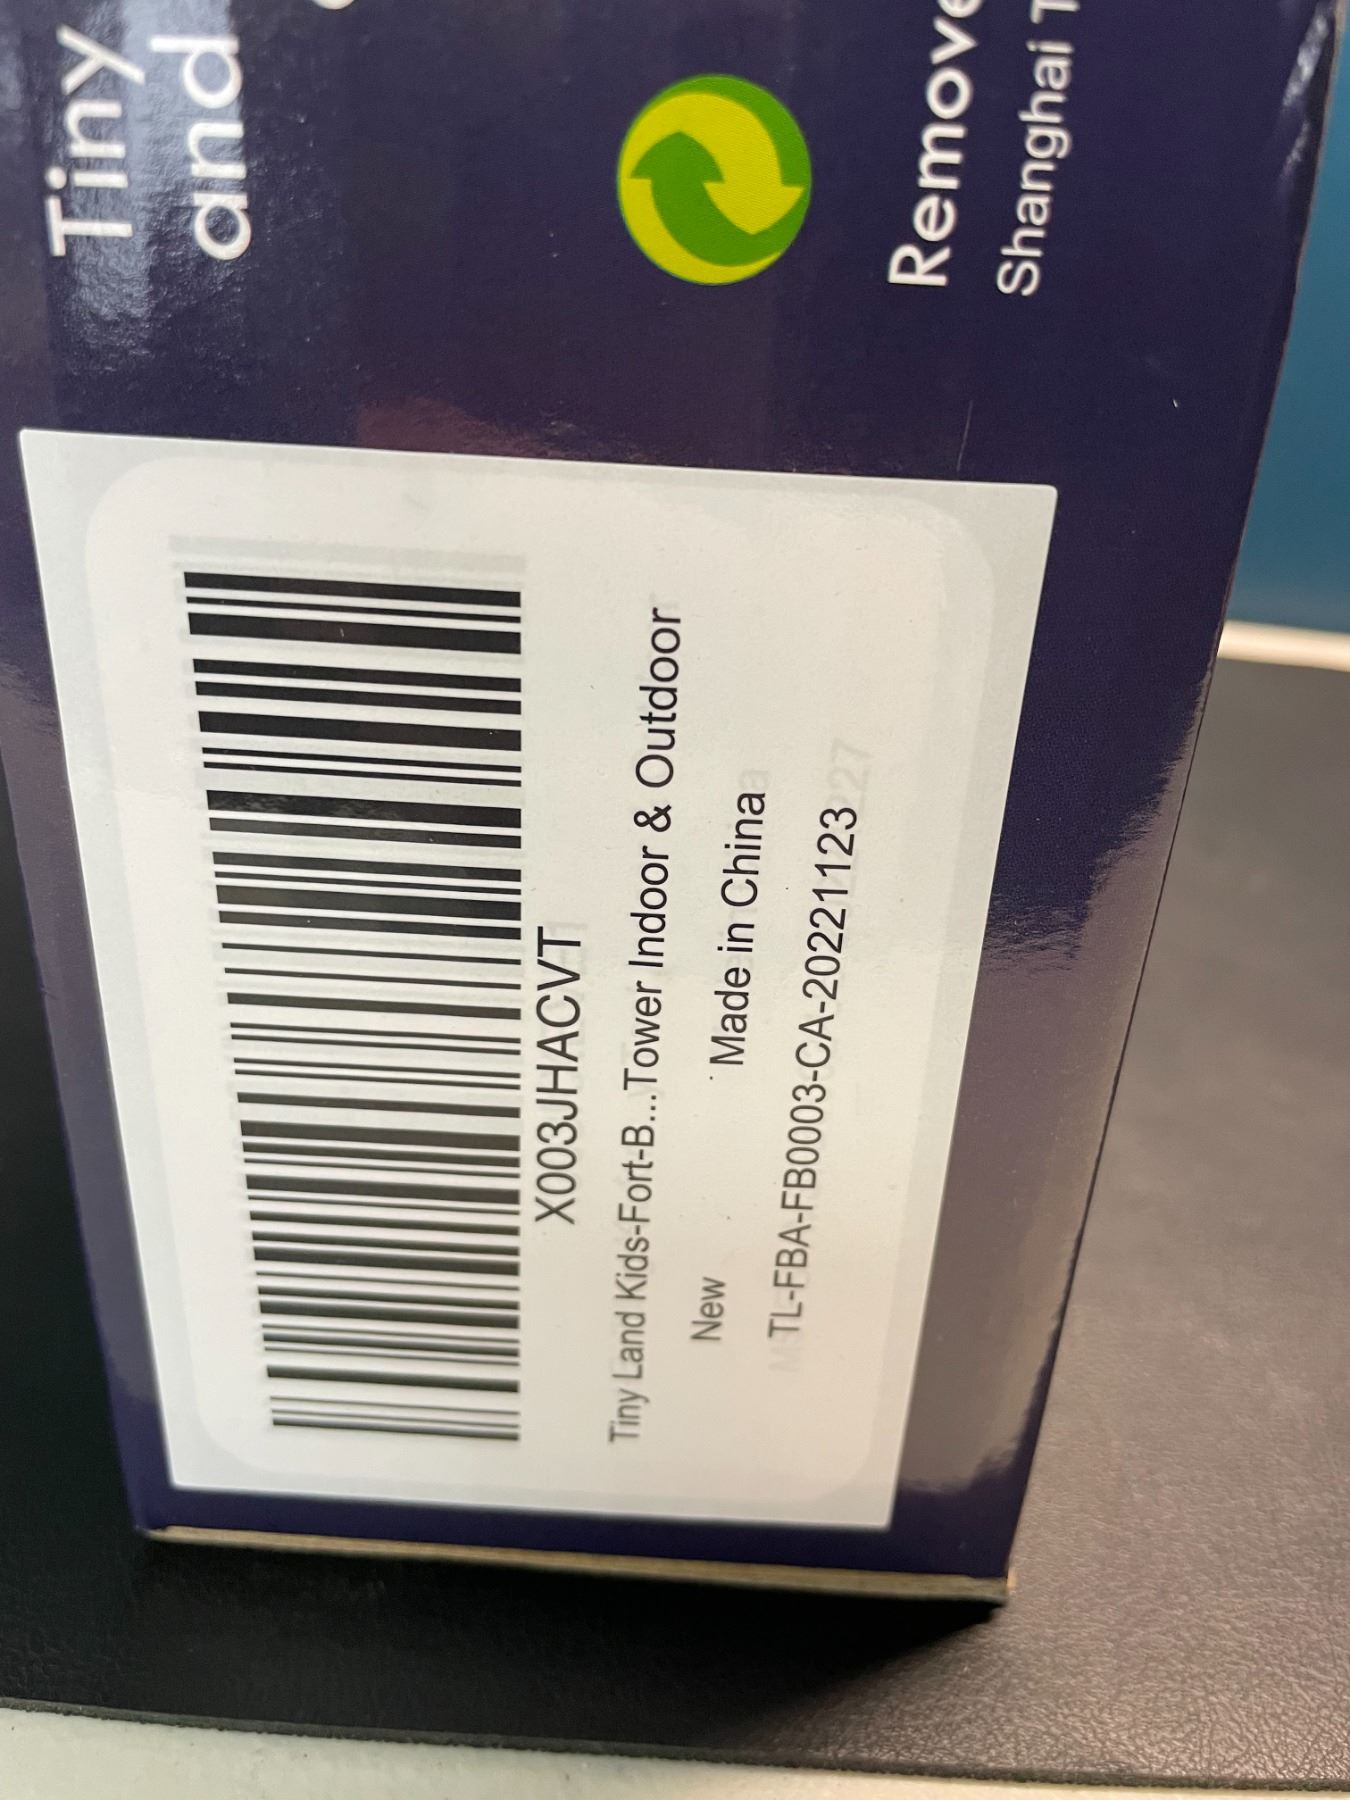 Tiny
and
Remove
Shanghai T
X003JHACVT
Tiny Land Kids-Fort-B...Tower Indoor & Outdoor
New Made in China
TL-FBA-FB0003-CA-20221123